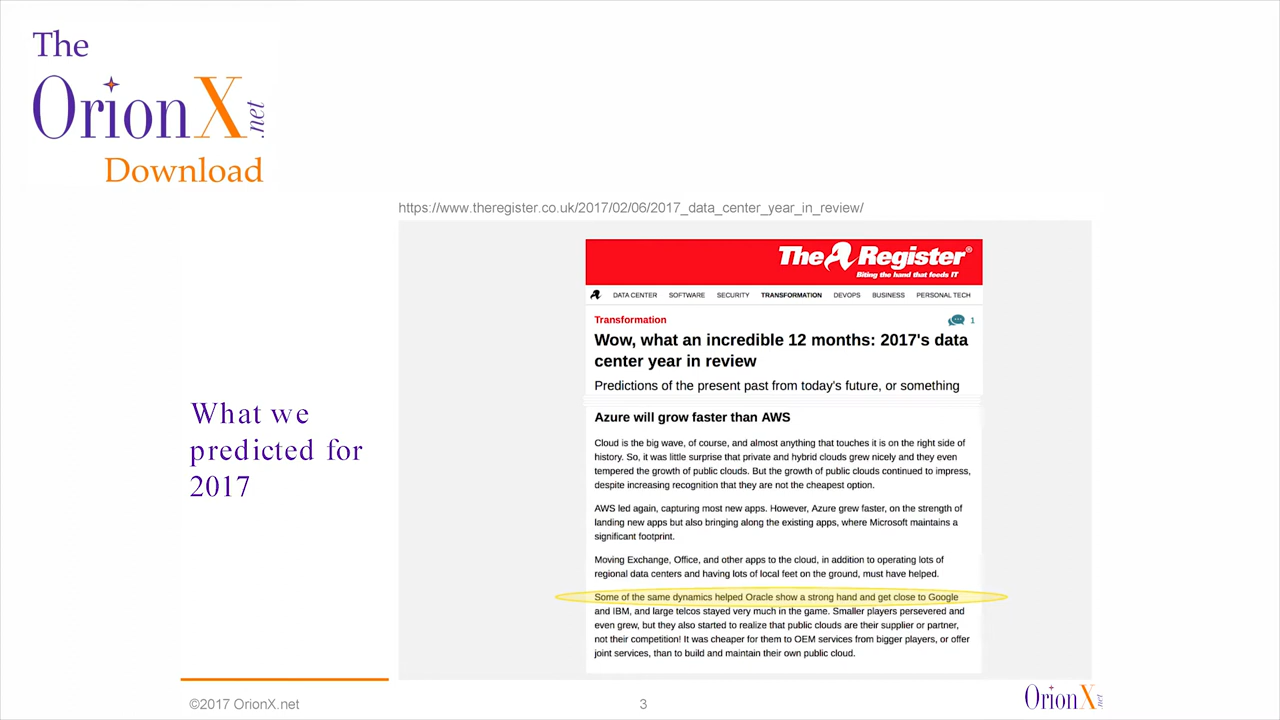 The
OrionX.net
Download
https://www.theregister.co.uk/2017/02/06/2017_data_center_year_in_review/
The Register®
Biting the hand that feeds IT
DATA CENTER SOFTWARE SECURITY TRANSFORMATION DEVOPS BUSINESS PERSONAL TECH
Transformation
1
Wow, what an incredible 12 months: 2017's data
center year in review
Predictions of the present past from today's future, or something
Azure will grow faster than AWS
Cloud is the big wave, of course, and almost anything that touches it is on the right side of
history. So, it was little surprise that private and hybrid clouds grew nicely and they even
tempered the growth of public clouds. But the growth of public clouds continued to impress,
despite increasing recognition that they are not the cheapest option.
AWS led again, capturing most new apps. However, Azure grew faster, on the strength of
landing new apps but also bringing along the existing apps, where Microsoft maintains a
significant footprint.
Moving Exchange, Office, and other apps to the cloud, in addition to operating lots of
regional data centers and having lots of local feet on the ground, must have helped.
Some of the same dynamics helped Oracle show a strong hand and get close to Google
and IBM, and large telcos stayed very much in the game. Smaller players persevered and
even grew, but they also started to realize that public clouds are their supplier or partner,
not their competition! It was cheaper for them to OEM services from bigger players, or offer
joint services, than to build and maintain their own public cloud.
What we
predicted for
2017
©2017 OrionX.net
3
OrionX.net